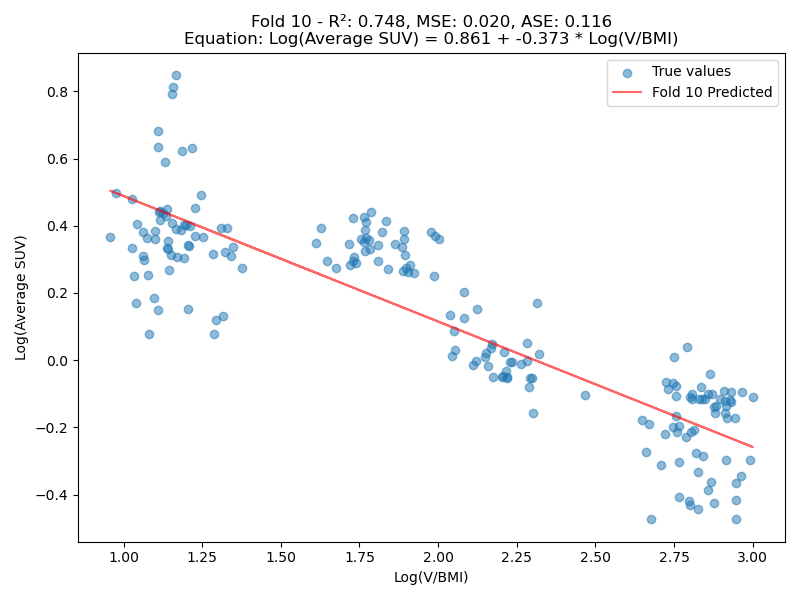 Fold 10 - R²: 0.748, MSE: 0.020, ASE: 0.116
Equation: Log(Average SUV) = 0.861 + -0.373 * Log(V/BMI)
True values
Fold 10 Predicted
Log(Average SUV)
0.8
0.6
0.4
0.2
0.0
−0.2
−0.4
1.00 1.25 1.50 1.75 2.00 2.25 2.50 2.75 3.00
Log(V/BMI)